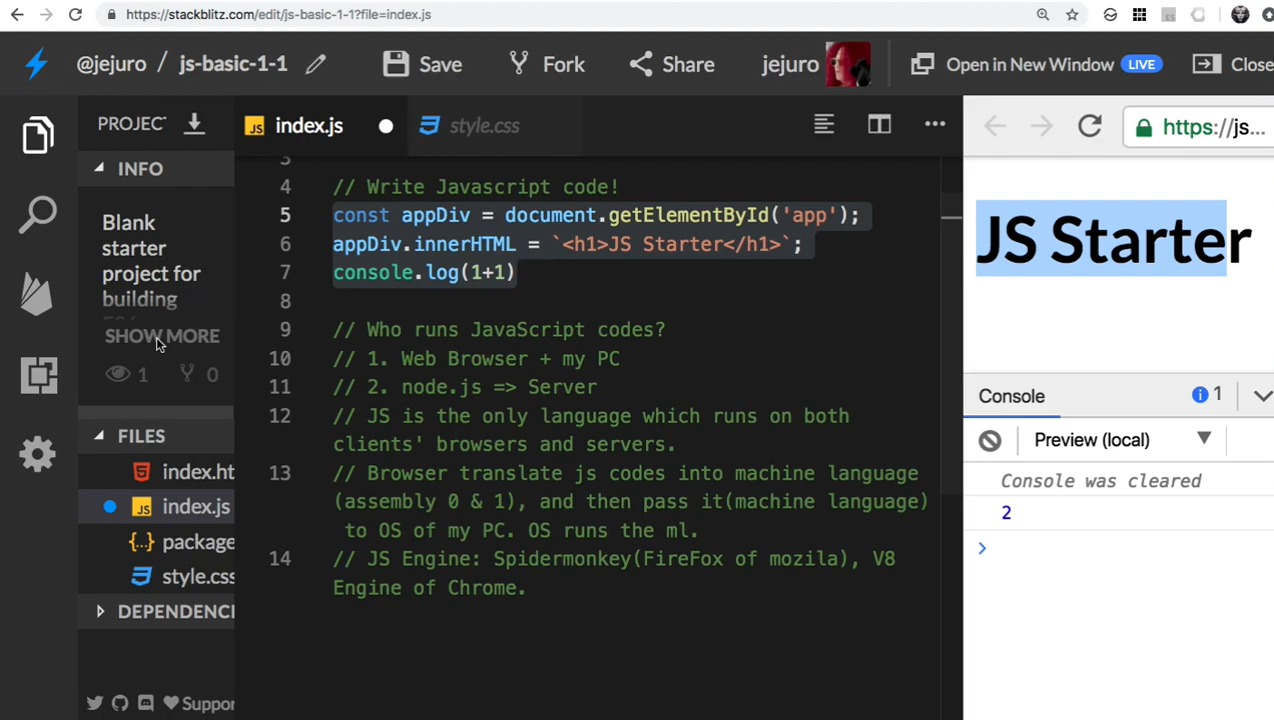 https://stackblitz.com/edit/js-basic-1-1?file=index.js
@jejuro / js-basic-1-1
Save
Fork
Share
jejuro
Open in New Window LIVE
Close
PROJEC
INFO
Blank
starter
project for
building
SHOW MORE
1
0
FILES
index.ht
index.js
package
style.css
DEPENDENC
Suppor
JS index.js
style.css
3
4 // Write Javascript code!
5 const appDiv = document.getElementById('app');
6 appDiv.innerHTML = `<h1>JS Starter</h1>`;
7 console.log(1+1)
8
9 // Who runs JavaScript codes?
10 // 1. Web Browser + my PC
11 // 2. node.js => Server
12 // JS is the only language which runs on both
clients' browsers and servers.
13 // Browser translate js codes into machine language
(assembly 0 & 1), and then pass it(machine language)
to OS of my PC. OS runs the ml.
14 // JS Engine: Spidermonkey(FireFox of mozila), V8
Engine of Chrome.
https://js...
JS Starter
Console
1
Preview (local)
Console was cleared
2